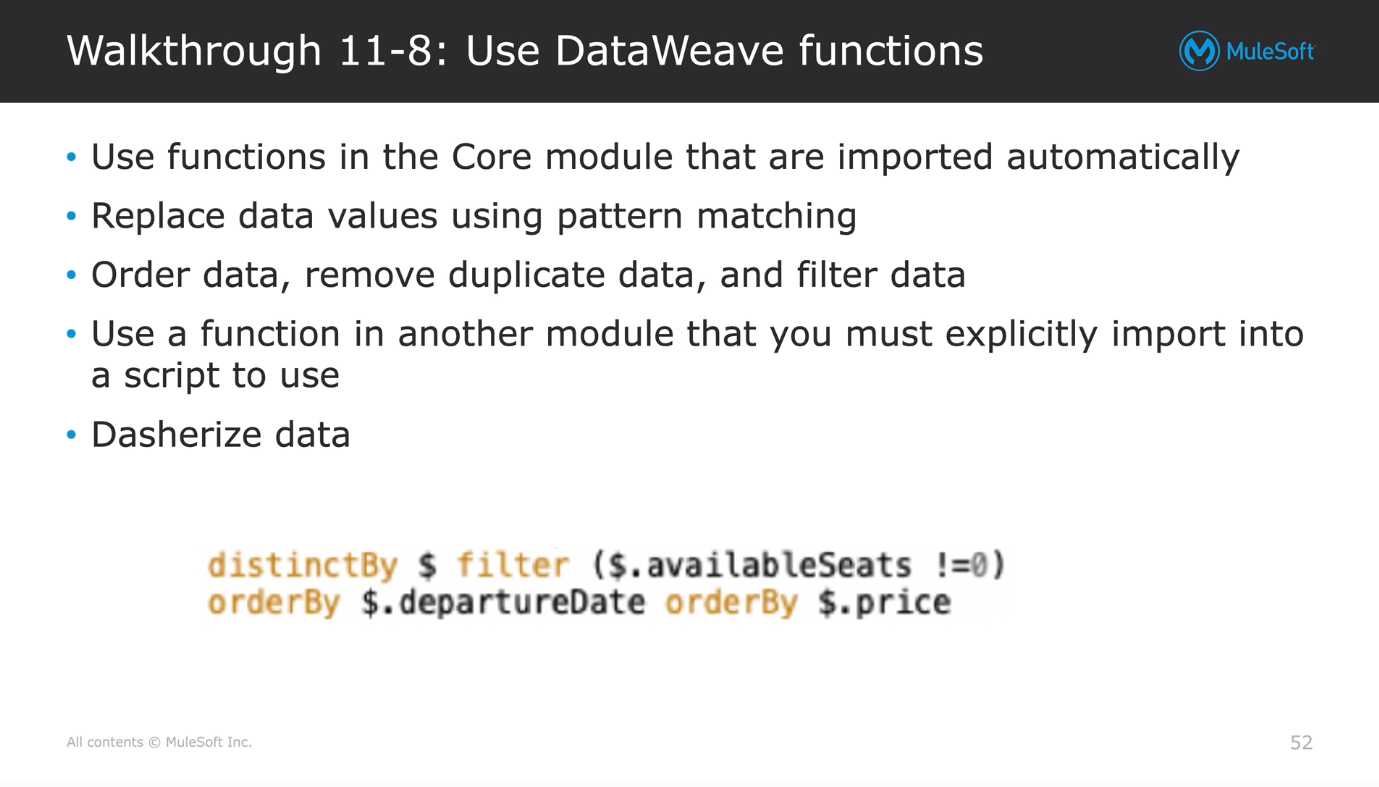 Walkthrough 11-8: Use DataWeave functions
MuleSoft
• Use functions in the Core module that are imported automatically
• Replace data values using pattern matching
• Order data, remove duplicate data, and filter data
• Use a function in another module that you must explicitly import into
a script to use
• Dasherize data
distinctBy $ filter ($.availableSeats !=0)
orderBy $.departureDate orderBy $.price
All contents © MuleSoft Inc.
52